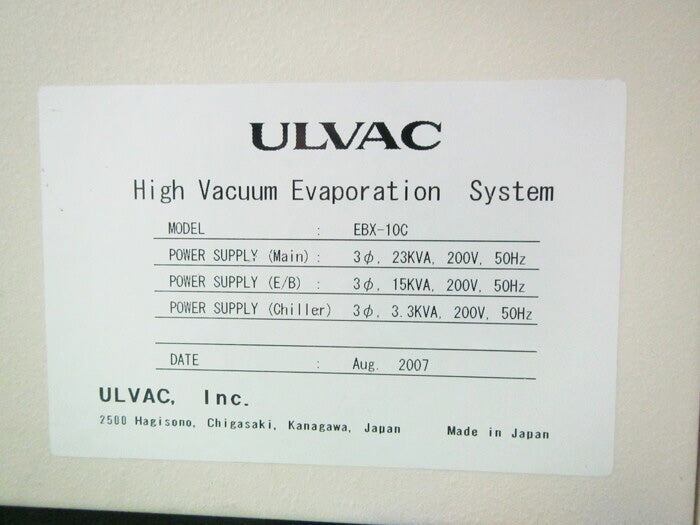 ULVAC
High Vacuum Evaporation System
MODEL : EBX-10C
POWER SUPPLY (Main) : 3φ, 23KVA, 200V, 50Hz
POWER SUPPLY (E/B) : 3φ, 15KVA, 200V, 50Hz
POWER SUPPLY (Chiller) 3φ, 3.3KVA, 200V, 50Hz
DATE : Aug. 2007
ULVAC, Inc.
2500 Hagisono, Chigasaki, Kanagawa, Japan Made in Japan